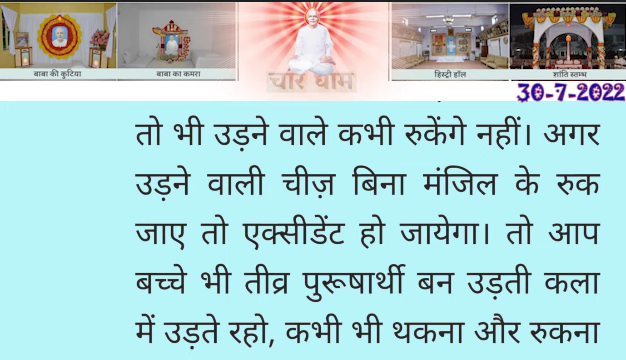 बाबा की कुटिया
बाबा का कमरा
चार धाम
हिस्ट्री हॉल
शांति स्तम्भ
30-7-2022
तो भी उड़ने वाले कभी रुकेंगे नहीं। अगर
उड़ने वाली चीज़ बिना मंजिल के रुक
जाए तो एक्सीडेंट हो जायेगा। तो आप
बच्चे भी तीव्र पुरूषार्थी बन उड़ती कला
में उड़ते रहो, कभी भी थकना और रुकना